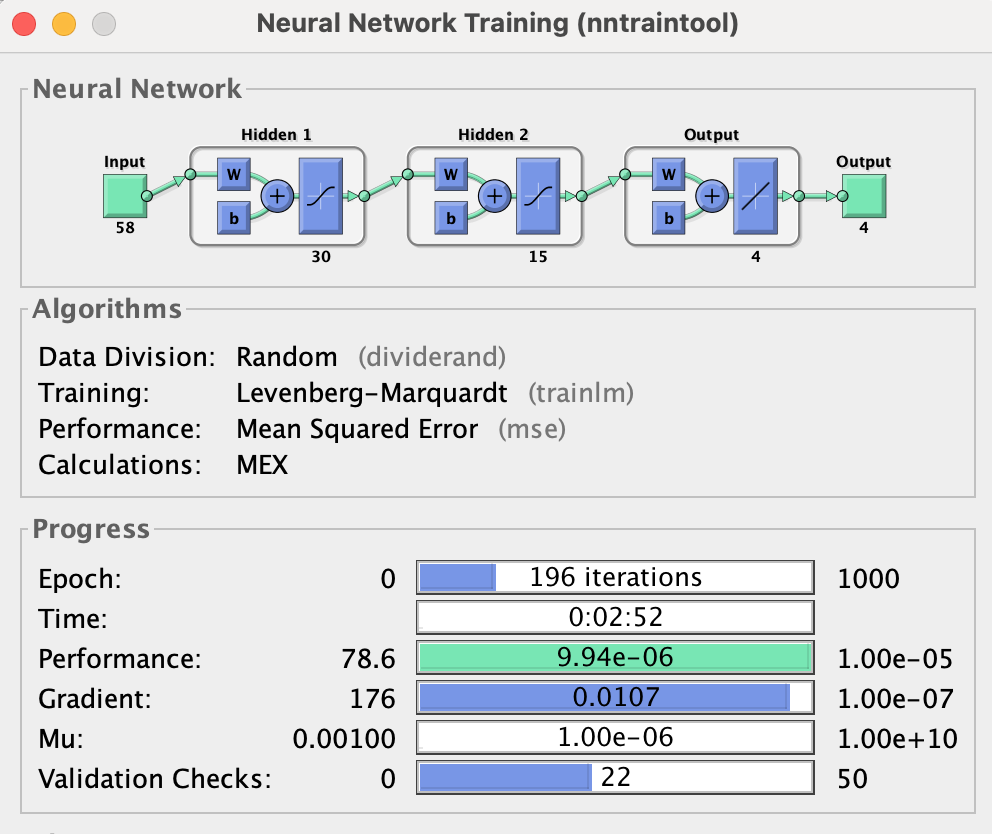 Neural Network Training (nntraintool)
Neural Network
Hidden 1 Hidden 2 Output
Input Output
W W W
b b b
58 4
30 15 4
Algorithms
Data Division: Random (dividerand)
Training: Levenberg-Marquardt (trainlm)
Performance: Mean Squared Error (mse)
Calculations: MEX
Progress
Epoch: 0 196 iterations 1000
Time: 0:02:52
Performance: 78.6 9.94e-06 1.00e-05
Gradient: 176 0.0107 1.00e-07
Mu: 0.00100 1.00e-06 1.00e+10
Validation Checks: 0 22 50